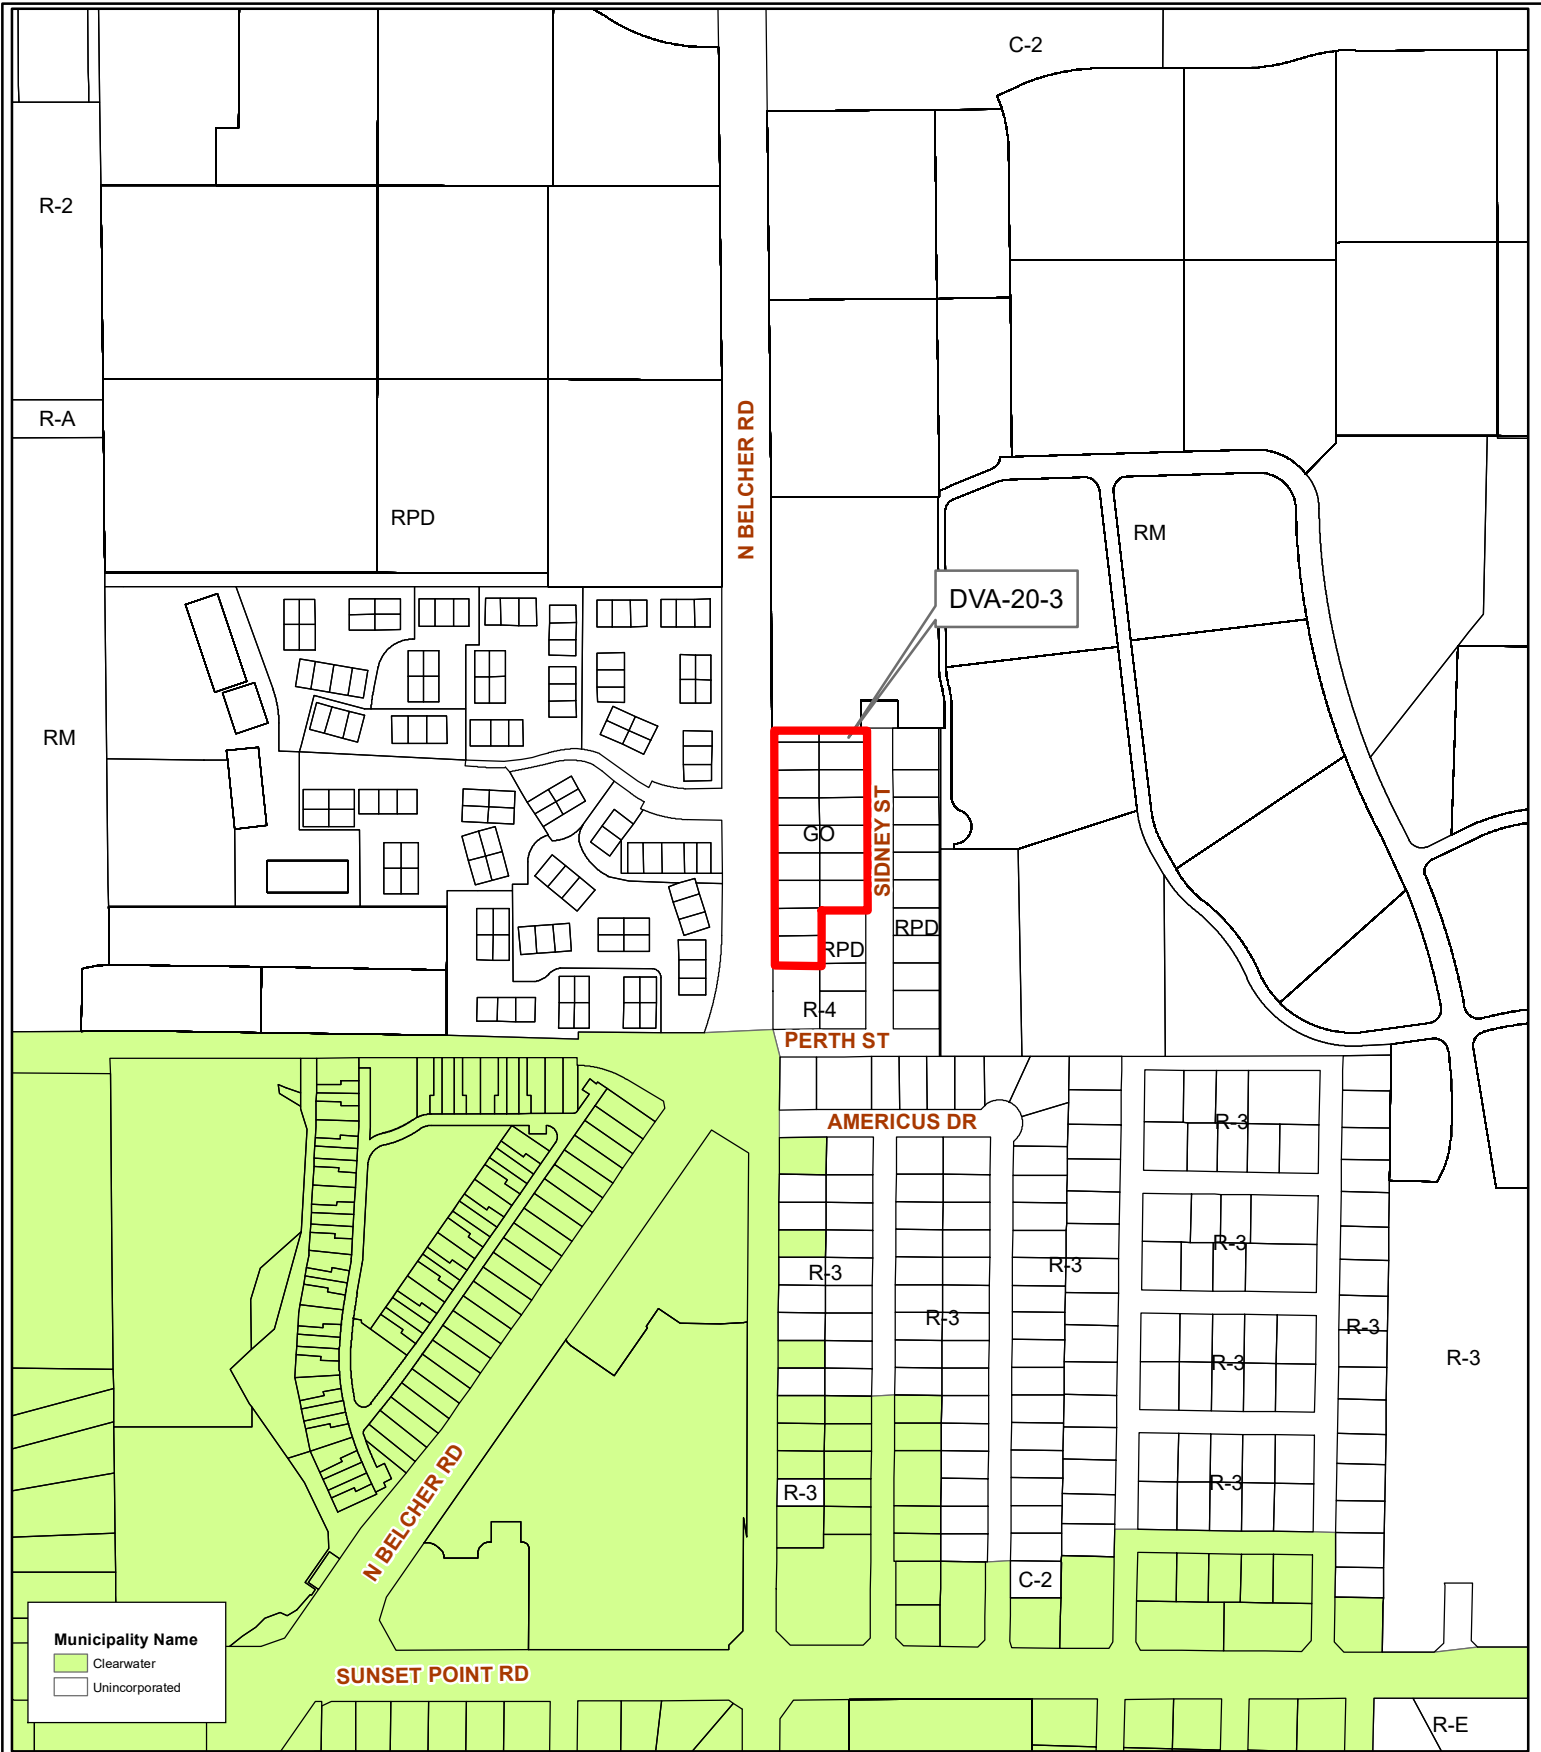 C-2
R-2
R-A
N BELCHER RD
RPD
RM
DVA-20-3
RM
GO
SIDNEY ST
RPD
RPD
R-4
PERTH ST
AMERICUS DR
R-3
R-3
R-3
R-3
R-3
R-3
R-3
R-3
R-3
N BELCHER RD
R-3
R-3
C-2
Municipality Name
Clearwater
Unincorporated
SUNSET POINT RD
R-E